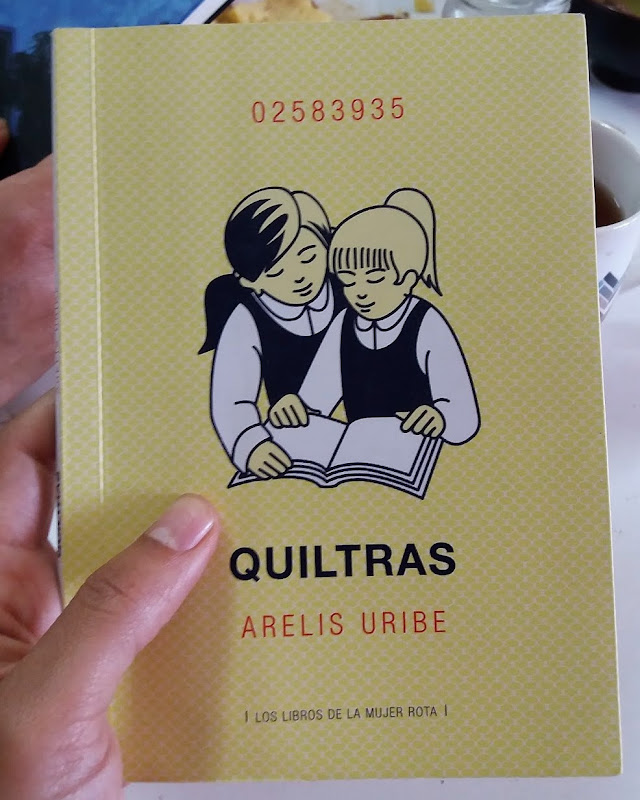 02583935
QUILTRAS
ARELIS URIBE
| LOS LIBROS DE LA MUJER ROTA |